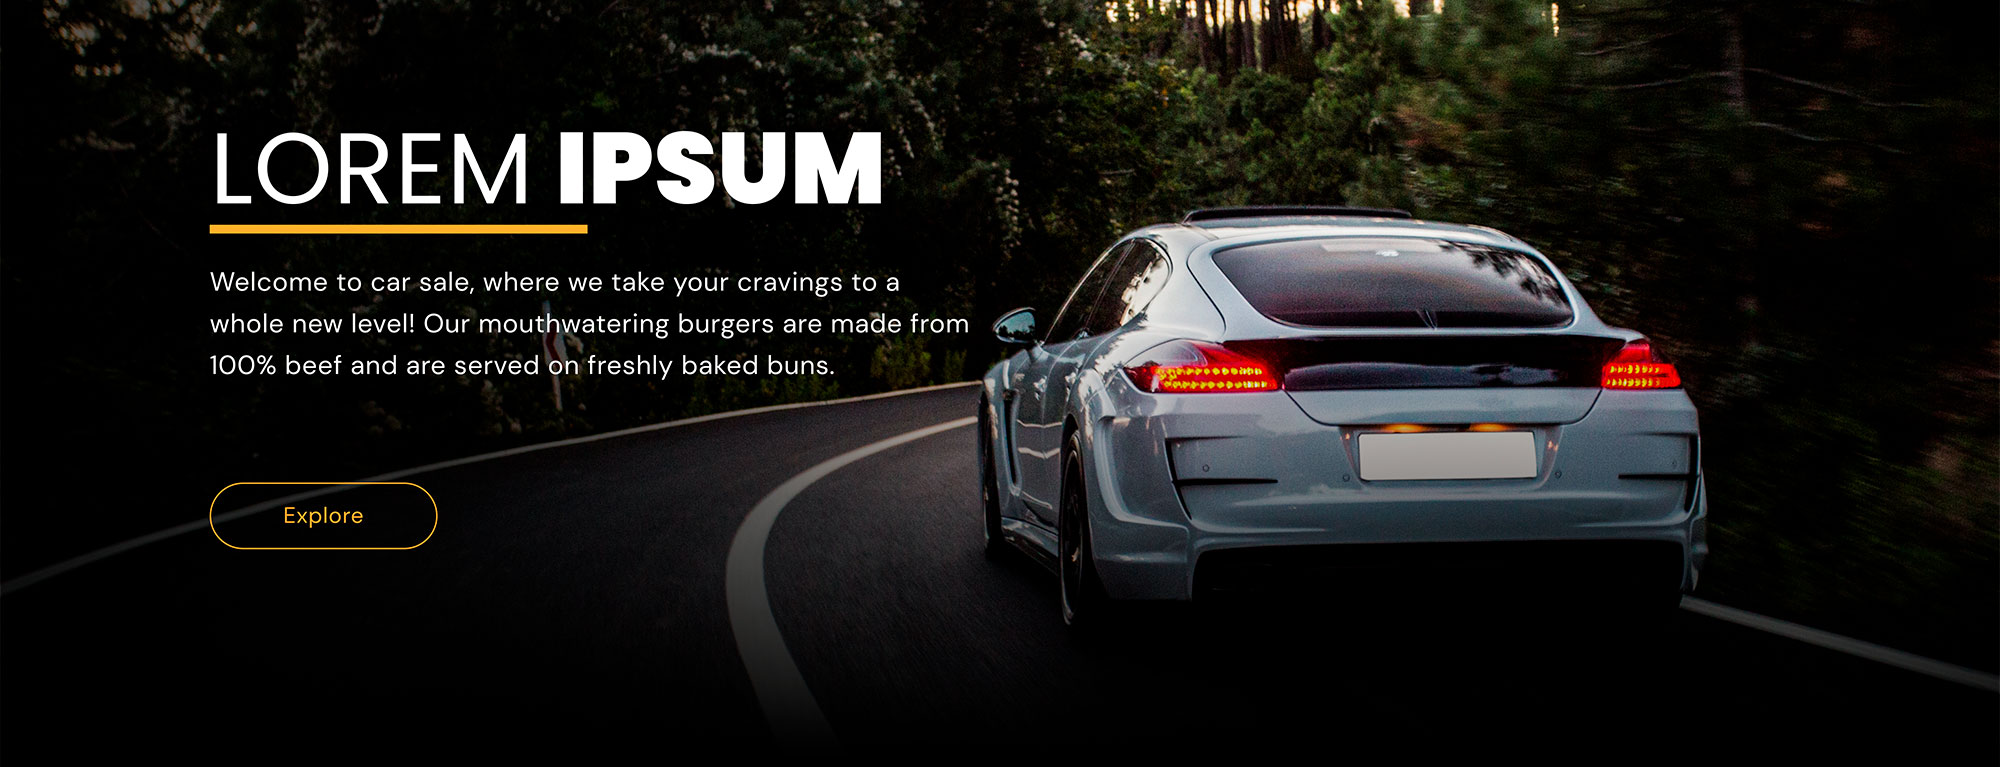 LOREM IPSUM
Welcome to car sale, where we take your cravings to a
whole new level! Our mouthwatering burgers are made from
100% beef and are served on freshly baked buns.
Explore